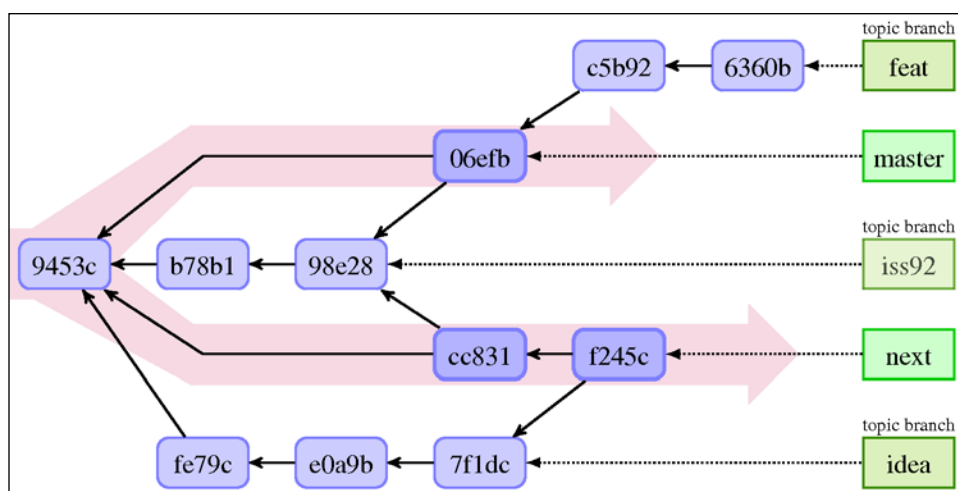 topic branch
c5b92 6360b feat
06efb master
topic branch
9453c b78b1 98e28 iss92
cc831 f245c next
topic branch
fe79c e0a9b 7f1dc idea